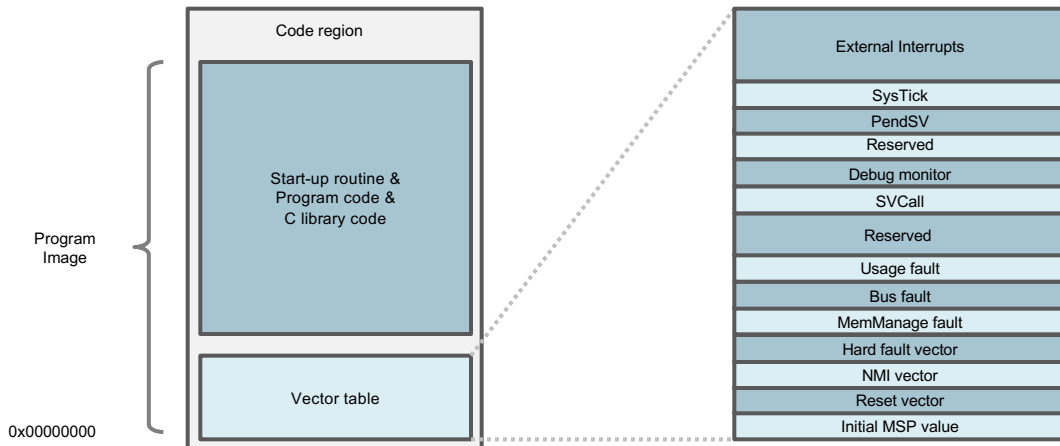 Code region
Start-up routine &
Program code &
C library code
Program
Image
Vector table
0x00000000
External Interrupts
SysTick
PendSV
Reserved
Debug monitor
SVCall
Reserved
Usage fault
Bus fault
MemManage fault
Hard fault vector
NMI vector
Reset vector
Initial MSP value